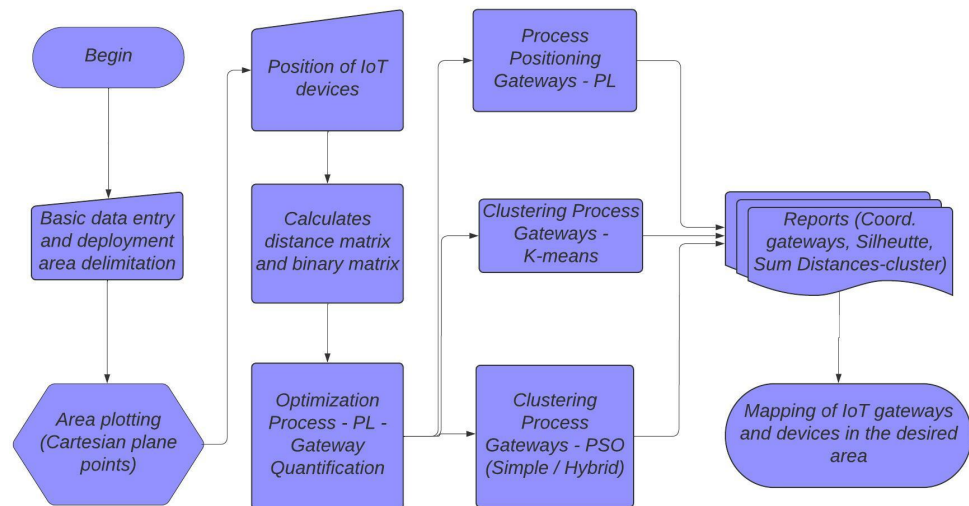 Begin
Basic data entry
and deployment
area delimitation
Area plotting
(Cartesian plane
points)
Position of IoT
devices
Calculates
distance matrix
and binary matrix
Optimization
Process - PL -
Gateway
Quantification
Process
Positioning
Gateways - PL
Clustering Process
Gateways -
K-means
Clustering
Process
Gateways - PSO
(Simple / Hybrid)
Reports (Coord.
gateways, Silheutte,
Sum Distances-cluster)
Mapping of IoT gateways
and devices in the desired
area